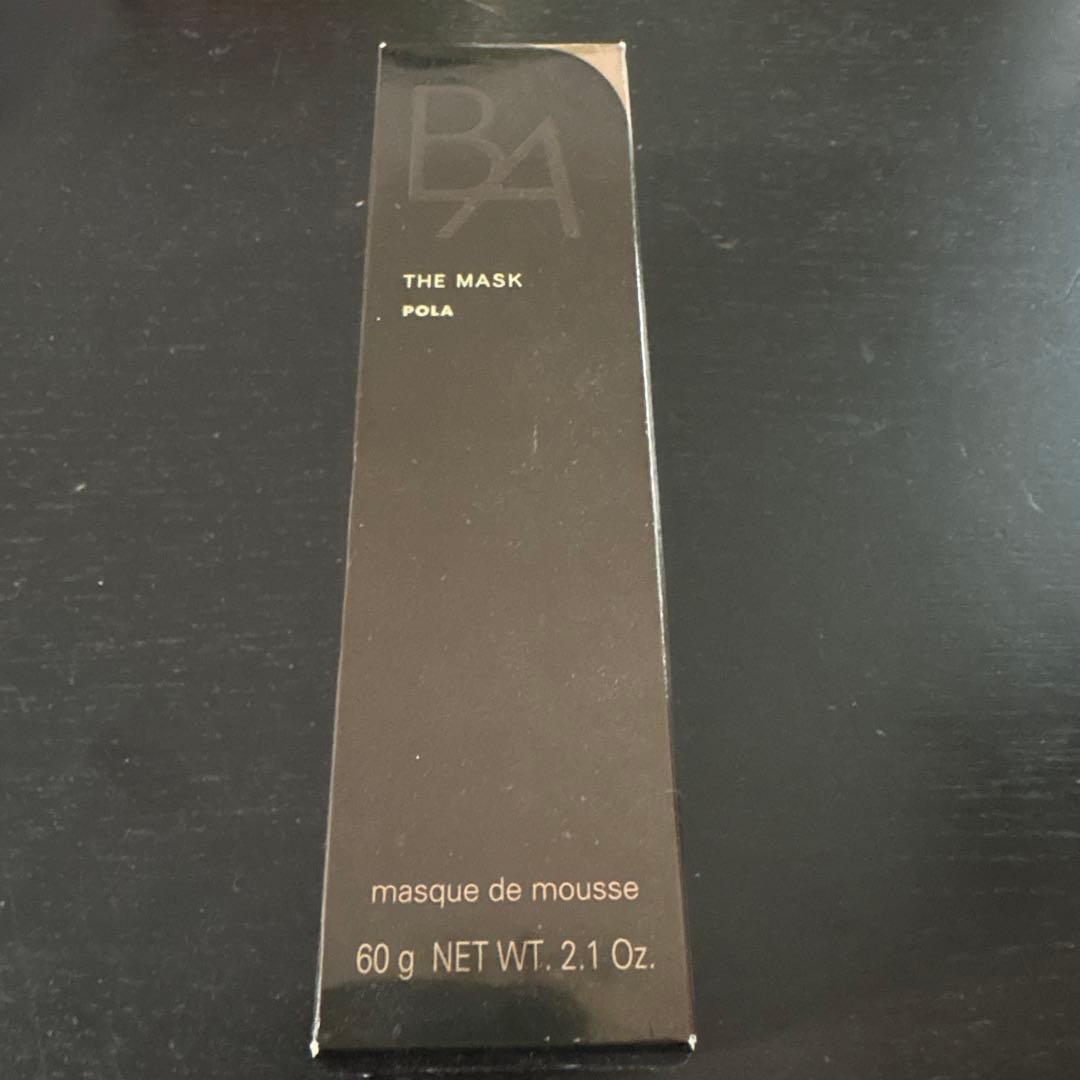 BA
THE MASK
POLA
masque de mousse
60 g NET WT. 2.1 Oz.